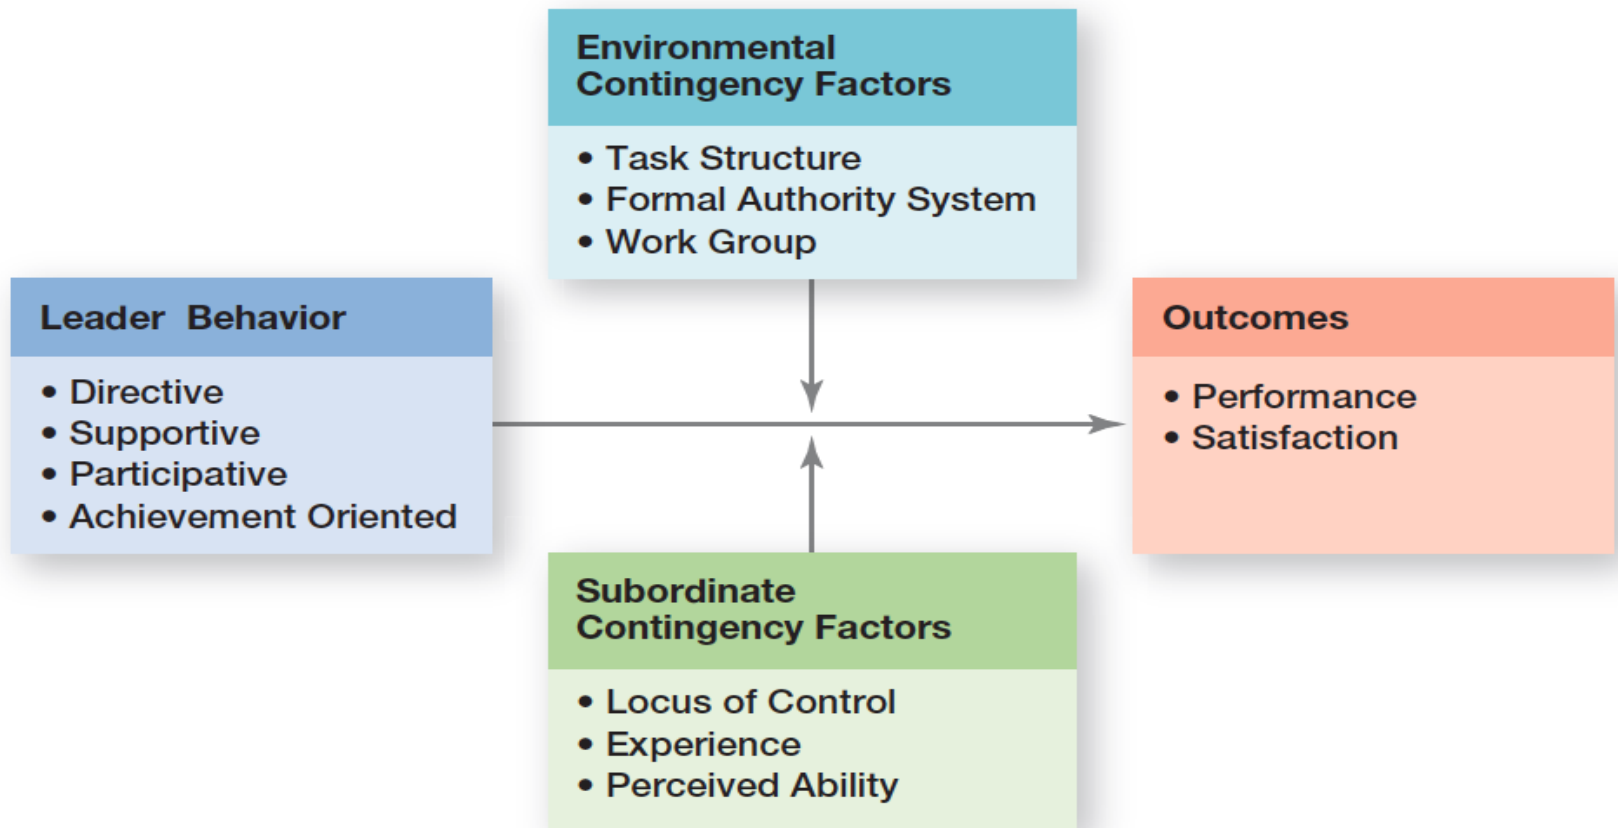 Environmental
Contingency Factors
• Task Structure
• Formal Authority System
• Work Group
Leader Behavior
• Directive
• Supportive
• Participative
• Achievement Oriented
Outcomes
• Performance
• Satisfaction
Subordinate
Contingency Factors
• Locus of Control
• Experience
• Perceived Ability